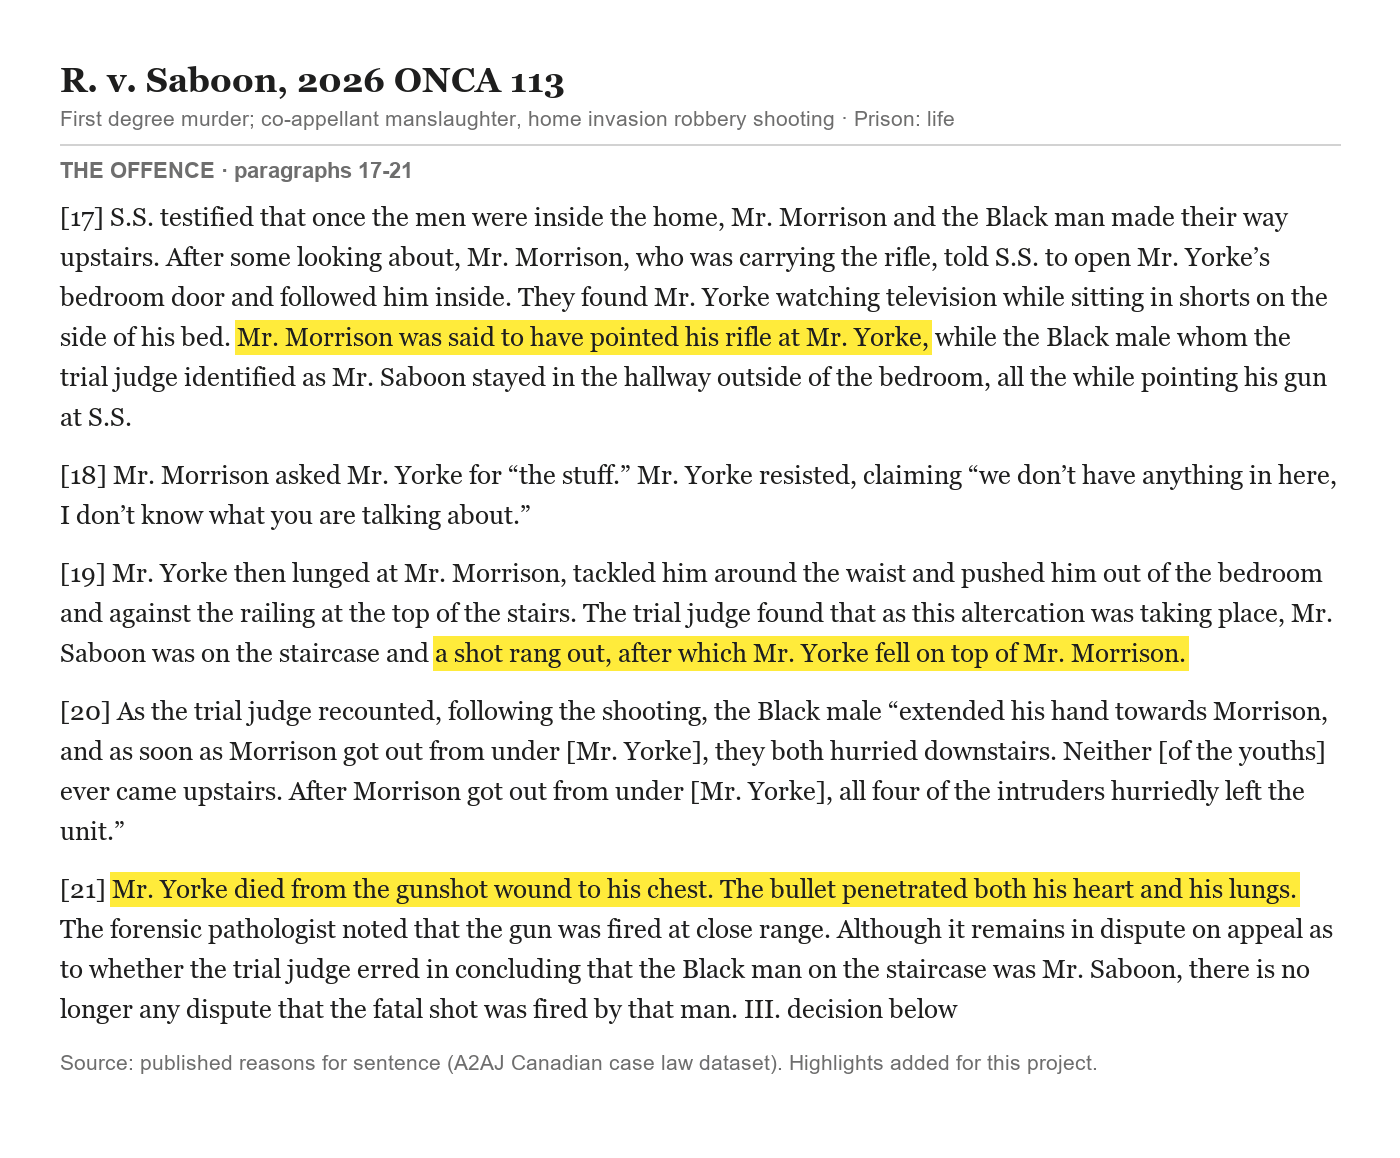 R. v. Saboon, 2026 ONCA 113
First degree murder; co-appellant manslaughter, home invasion robbery shooting · Prison: life
THE OFFENCE · paragraphs 17-21
[17] S.S. testified that once the men were inside the home, Mr. Morrison and the Black man made their way
upstairs. After some looking about, Mr. Morrison, who was carrying the rifle, told S.S. to open Mr. Yorke’s
bedroom door and followed him inside. They found Mr. Yorke watching television while sitting in shorts on the
side of his bed. Mr. Morrison was said to have pointed his rifle at Mr. Yorke, while the Black male whom the
trial judge identified as Mr. Saboon stayed in the hallway outside of the bedroom, all the while pointing his gun
at S.S.
[18] Mr. Morrison asked Mr. Yorke for “the stuff.” Mr. Yorke resisted, claiming “we don’t have anything in here,
I don’t know what you are talking about.”
[19] Mr. Yorke then lunged at Mr. Morrison, tackled him around the waist and pushed him out of the bedroom
and against the railing at the top of the stairs. The trial judge found that as this altercation was taking place, Mr.
Saboon was on the staircase and a shot rang out, after which Mr. Yorke fell on top of Mr. Morrison.
[20] As the trial judge recounted, following the shooting, the Black male “extended his hand towards Morrison,
and as soon as Morrison got out from under [Mr. Yorke], they both hurried downstairs. Neither [of the youths]
ever came upstairs. After Morrison got out from under [Mr. Yorke], all four of the intruders hurriedly left the
unit.”
[21] Mr. Yorke died from the gunshot wound to his chest. The bullet penetrated both his heart and his lungs.
The forensic pathologist noted that the gun was fired at close range. Although it remains in dispute on appeal as
to whether the trial judge erred in concluding that the Black man on the staircase was Mr. Saboon, there is no
longer any dispute that the fatal shot was fired by that man. III. decision below
Source: published reasons for sentence (A2AJ Canadian case law dataset). Highlights added for this project.